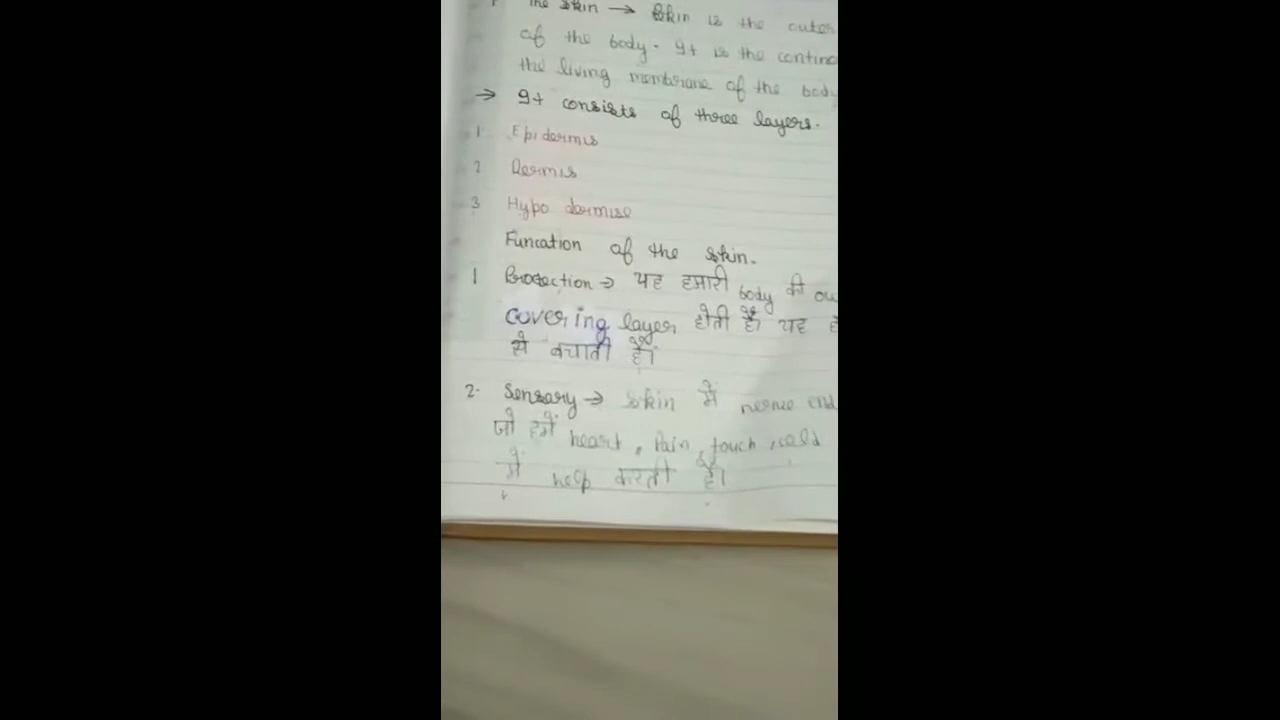 The Skin → Skin is the outer
of the body. It is the
the living membrane of the body
→ It consists of three layers.
1 Epidermis
2 Dermis
3 Hypo dermise
Funcation of the skin.
1 Protection → यह हमारी body की
covering layer होती है। यह
से बचाती है।
2. Sensary → Skin में nerve end
जो हमें heart, Pain, touch, cold
में help करती है।